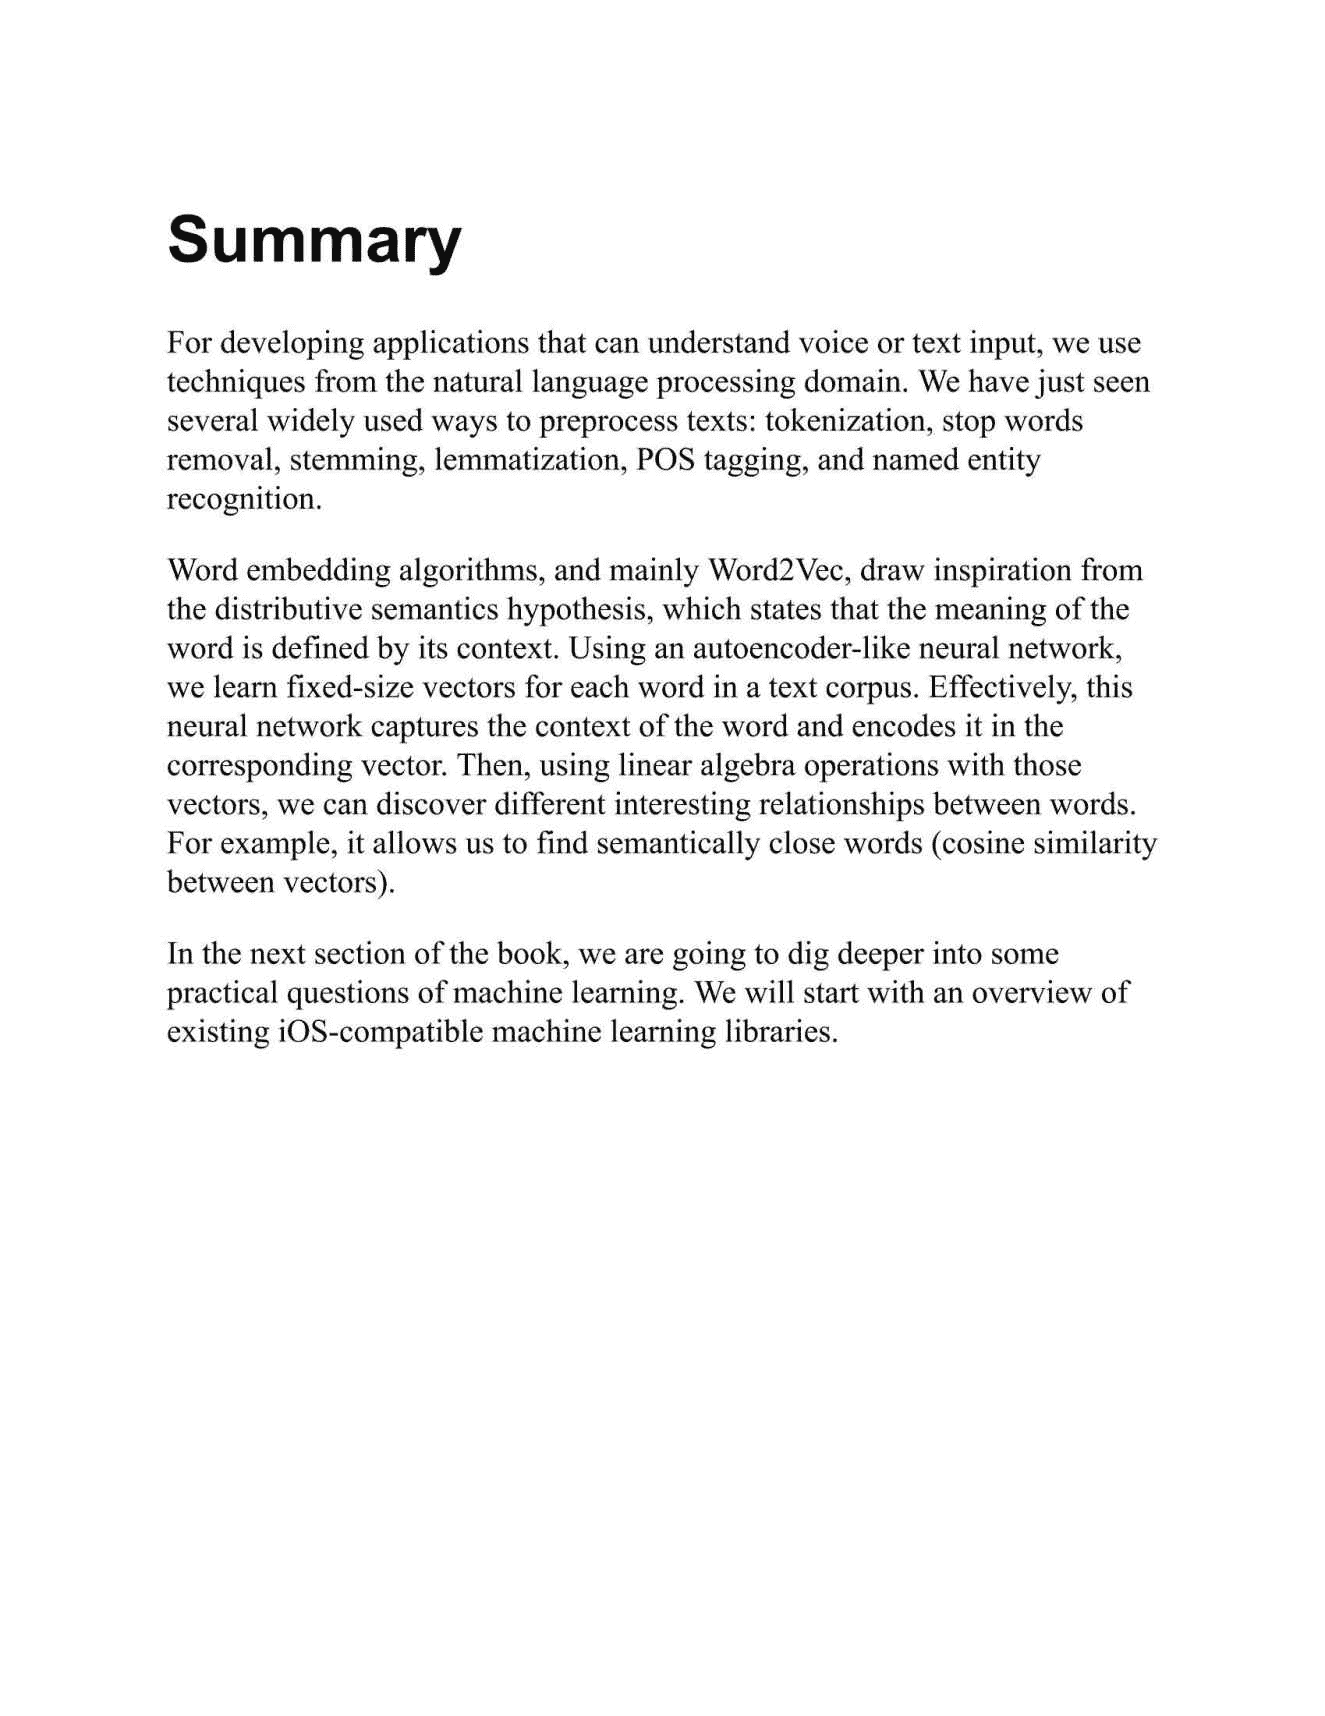 Summary
For developing applications that can understand voice or text input, we use
techniques from the natural language processing domain. We have just seen
several widely used ways to preprocess texts: tokenization, stop words
removal, stemming, lemmatization, POS tagging, and named entity
recognition.
Word embedding algorithms, and mainly Word2Vec, draw inspiration from
the distributive semantics hypothesis, which states that the meaning of the
word is defined by its context. Using an autoencoder-like neural network,
we learn fixed-size vectors for each word in a text corpus. Effectively, this
neural network captures the context of the word and encodes it in the
corresponding vector. Then, using linear algebra operations with those
vectors, we can discover different interesting relationships between words.
For example, it allows us to find semantically close words (cosine similarity
between vectors).
In the next section of the book, we are going to dig deeper into some
practical questions of machine learning. We will start with an overview of
existing iOS-compatible machine learning libraries.